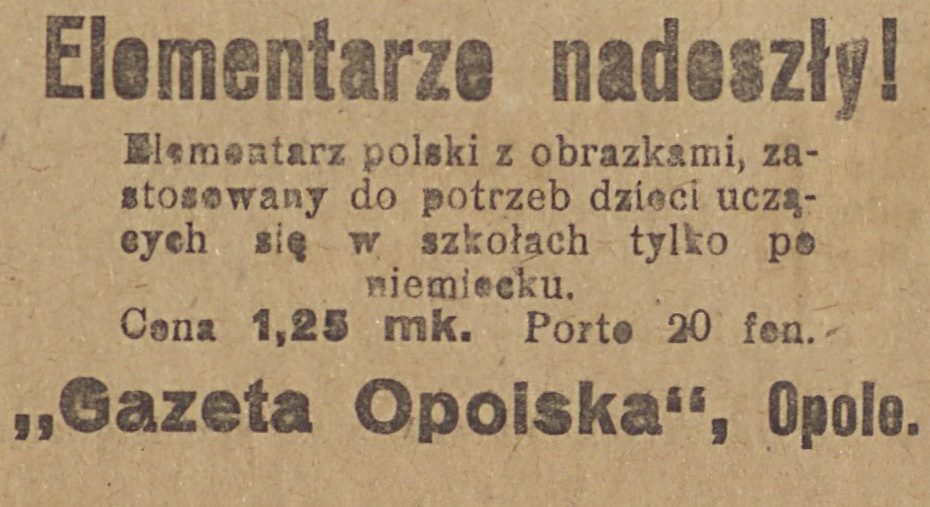 Elementarze nadeszły!
Elementarz polski z obrazkami, za-
stosowany do potrzeb dzieci uczą-
cych się w szkołach tylko po
niemiecku.
Cena 1,25 mk. Porto 20 fen.
„Gazeta Opolska“, Opole.